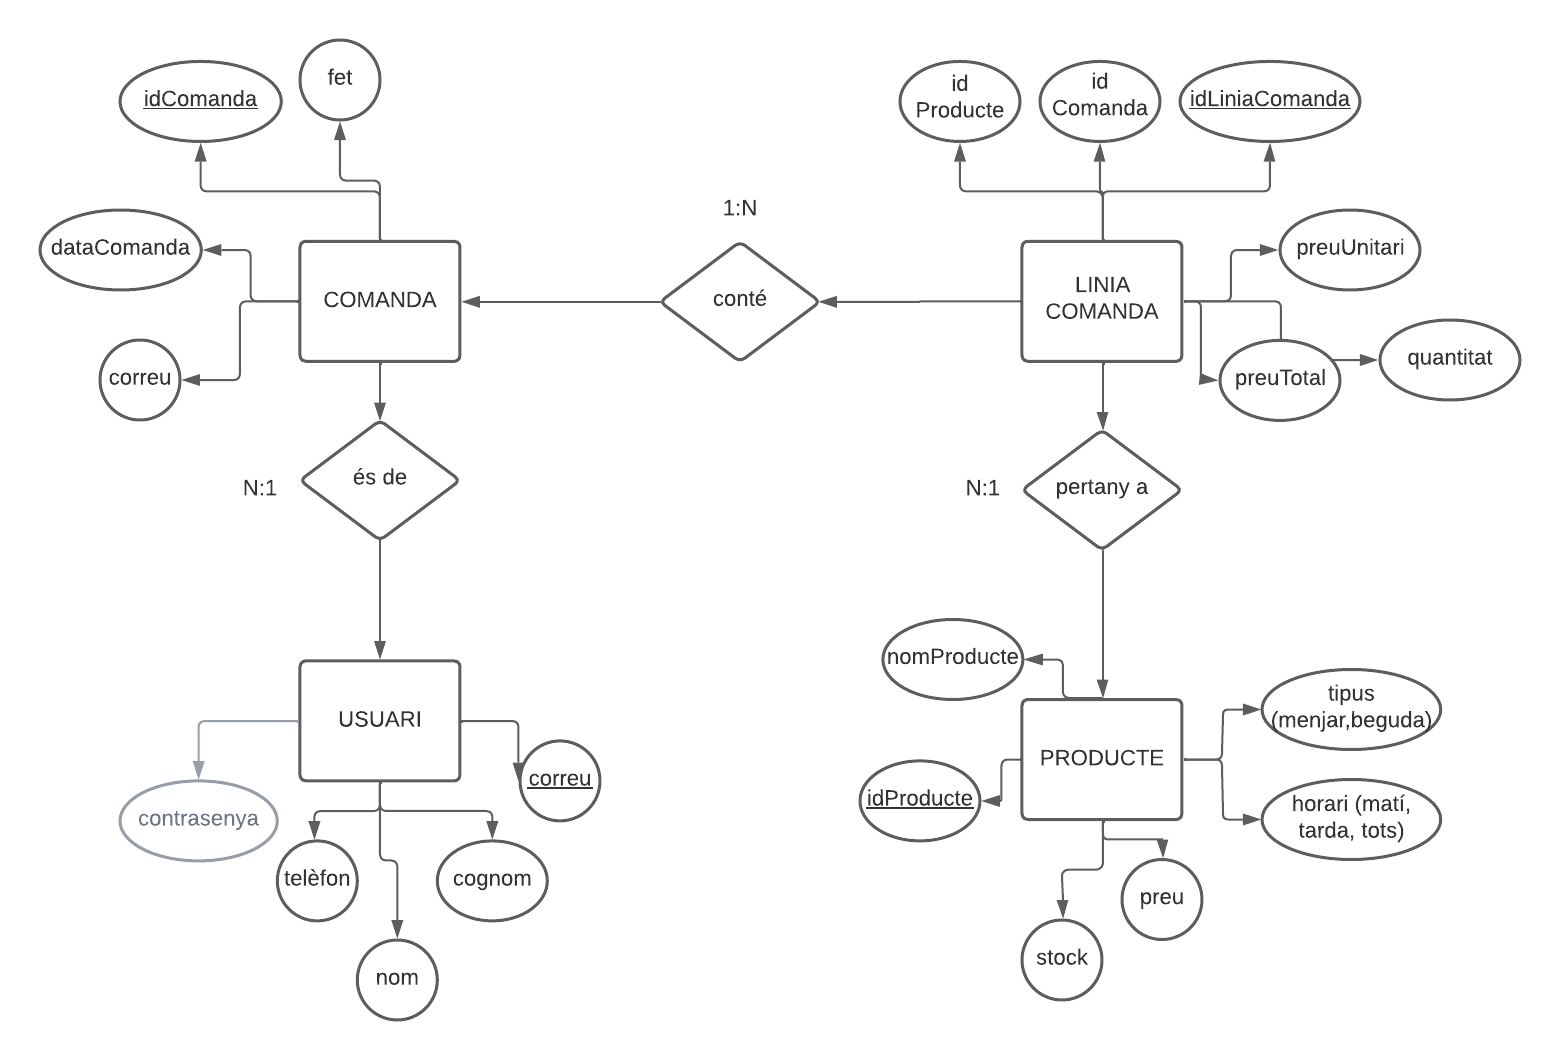 fet
idComanda
id
Producte
id
Comanda
idLiniaComanda
1:N
dataComanda
preuUnitari
COMANDA
conté
LINIA
COMANDA
correu
preuTotal
quantitat
N:1
és de
N:1
pertany a
nomProducte
tipus
(menjar,beguda)
USUARI
PRODUCTE
correu
idProducte
horari (matí,
tarda, tots)
contrasenya
telèfon
cognom
preu
nom
stock